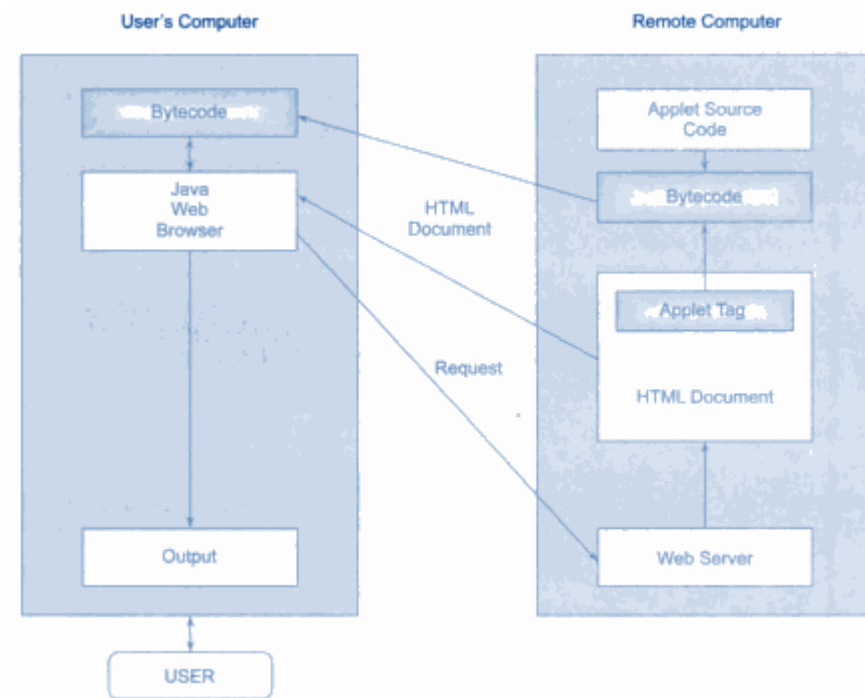 User's Computer
Remote Computer
Bytecode
Java
Web
Browser
Output
USER
HTML
Document
Request
Applet Source
Code
Bytecode
Applet Tag
HTML Document
Web Server